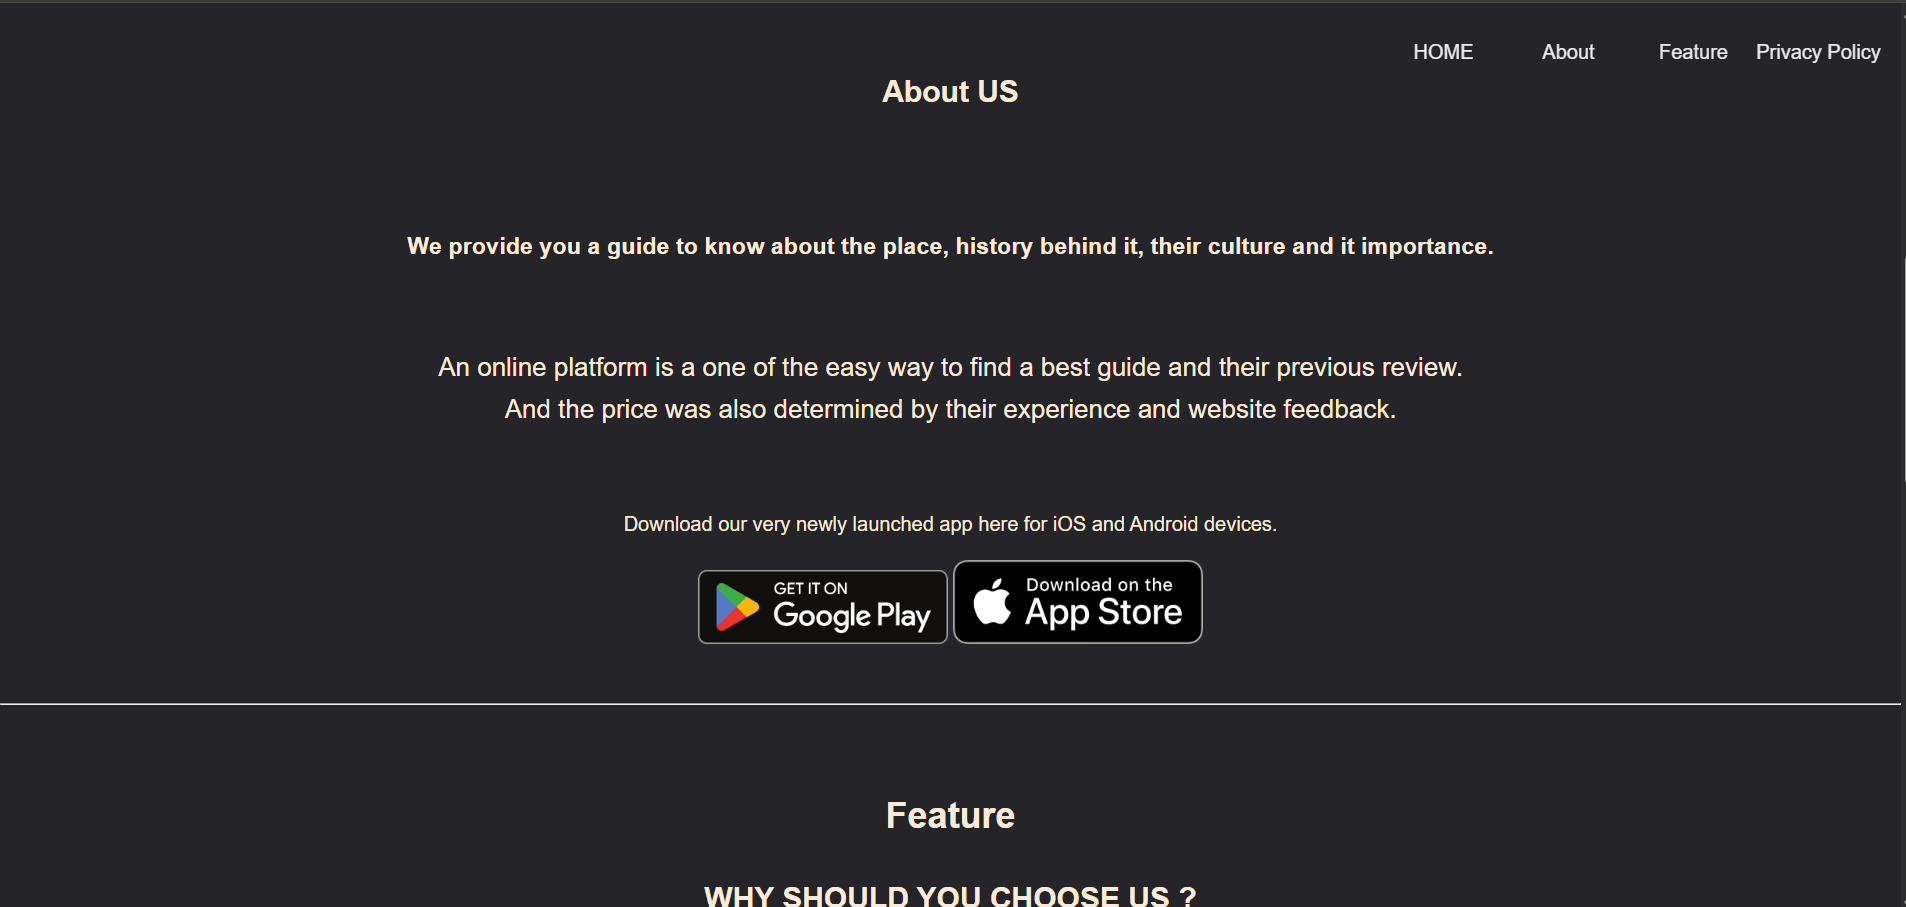 HOME About Feature Privacy Policy
About US
We provide you a guide to know about the place, history behind it, their culture and it importance.
An online platform is a one of the easy way to find a best guide and their previous review.
And the price was also determined by their experience and website feedback.
Download our very newly launched app here for iOS and Android devices.
GET IT ON
Google Play
Download on the
App Store
Feature
WHY SHOULD YOU CHOOSE US ?